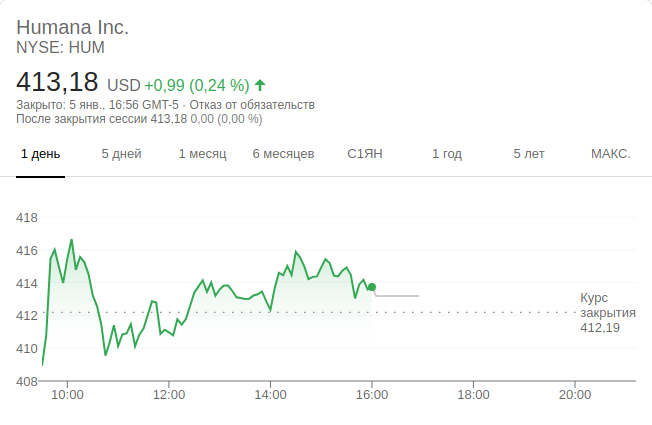 Humana Inc.
NYSE: HUM
413,18 USD +0,99 (0,24 %)
Закрыто: 5 янв., 16:56 GMT-5 · Отказ от обязательств
После закрытия сессии 413,18 0,00 (0,00 %)
1 день 5 дней 1 месяц 6 месяцев С1ЯН 1 год 5 лет МАКС.
418
416
414
Курс
412 закрытия
412,19
410
408
10:00 12:00 14:00 16:00 18:00 20:00